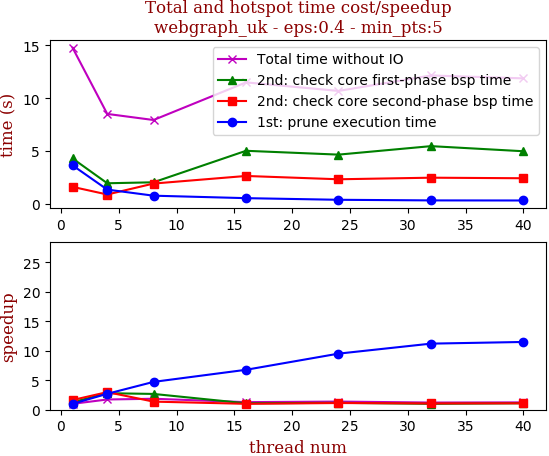 Total and hotspot time cost/speedup
webgraph_uk - eps:0.4 - min_pts:5
15
10
5
0
time (s)
Total time without IO
2nd: check core first-phase bsp time
2nd: check core second-phase bsp time
1st: prune execution time
0 5 10 15 20 25 30 35 40
25
20
15
10
5
0
speedup
0 5 10 15 20 25 30 35 40
thread num